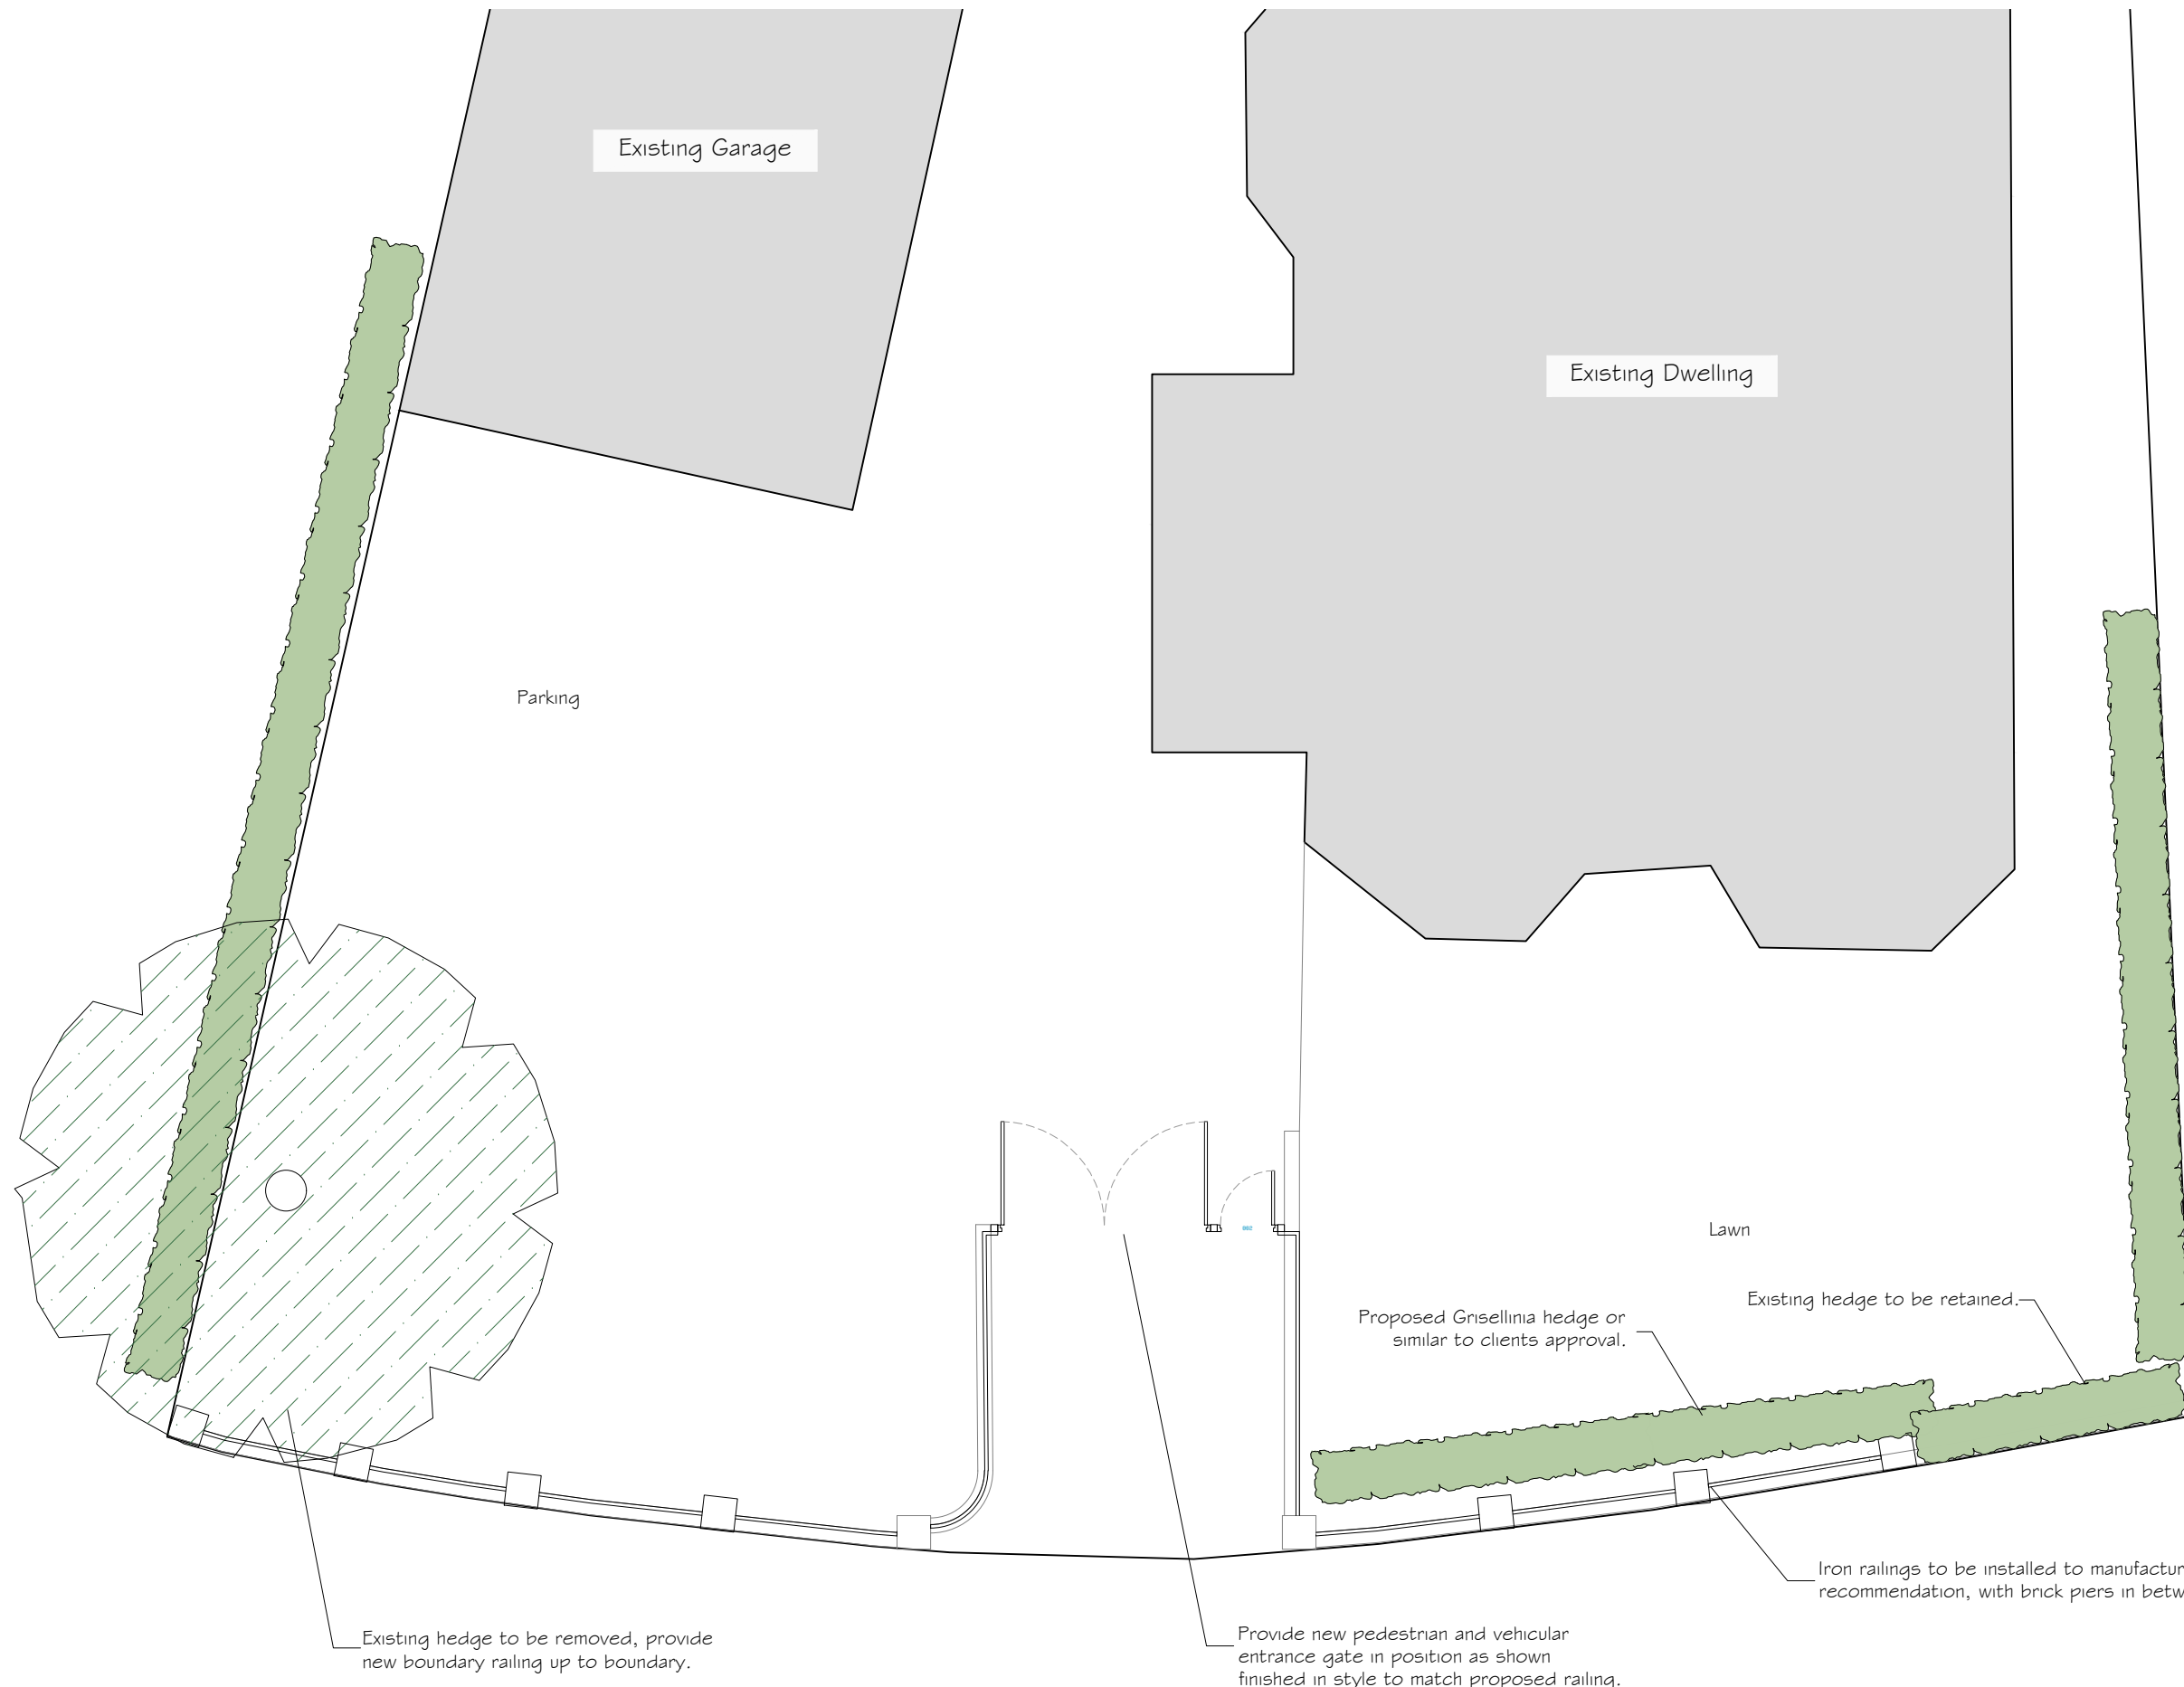 Existing Garage
Existing Dwelling
Parking
Lawn
Existing hedge to be retained.
Proposed Grisellinia hedge or
similar to clients approval.
Iron railings to be installed to
recommendation, with brick piers in
Existing hedge to be removed, provide
new boundary railing up to boundary.
Provide new pedestrian and vehicular
entrance gate in position as shown
finished in style to match proposed railing.